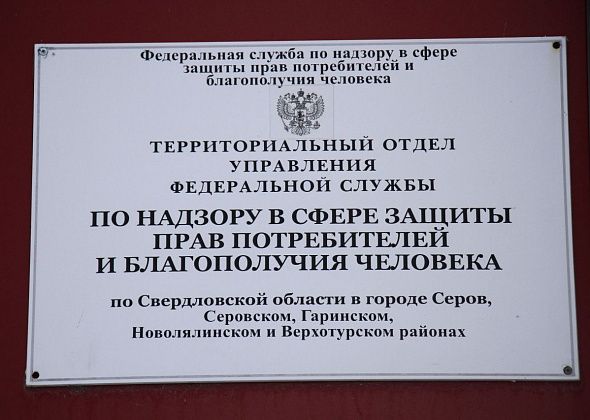 Федеральная служба по надзору в сфере
защиты прав потребителей и
благополучия человека
ТЕРРИТОРИАЛЬНЫЙ ОТДЕЛ
УПРАВЛЕНИЯ
ФЕДЕРАЛЬНОЙ СЛУЖБЫ
ПО НАДЗОРУ В СФЕРЕ ЗАЩИТЫ
ПРАВ ПОТРЕБИТЕЛЕЙ
И БЛАГОПОЛУЧИЯ ЧЕЛОВЕКА
по Свердловской области в городе Серов,
Серовском, Гаринском,
Новолялинском и Верхотурском районах